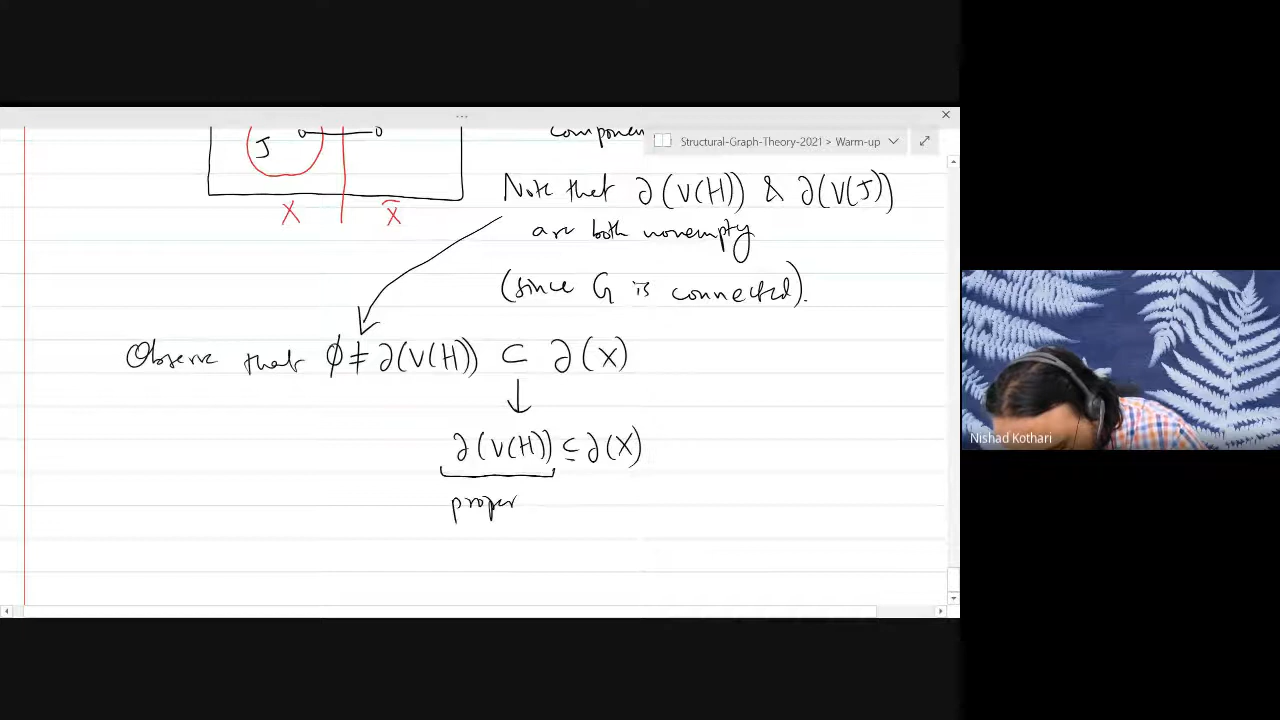 componen
Structural-Graph-Theory-2021 > Warm-up
J
Note that ∂(V(H)) & ∂(V(J))
are both nonempty
X X̄
(since G is connected).
Observe that ϕ ≠ ∂(V(H)) ⊂ ∂(X)
∂(V(H)) ⊆ ∂(X)
proper
Nishad Kothari